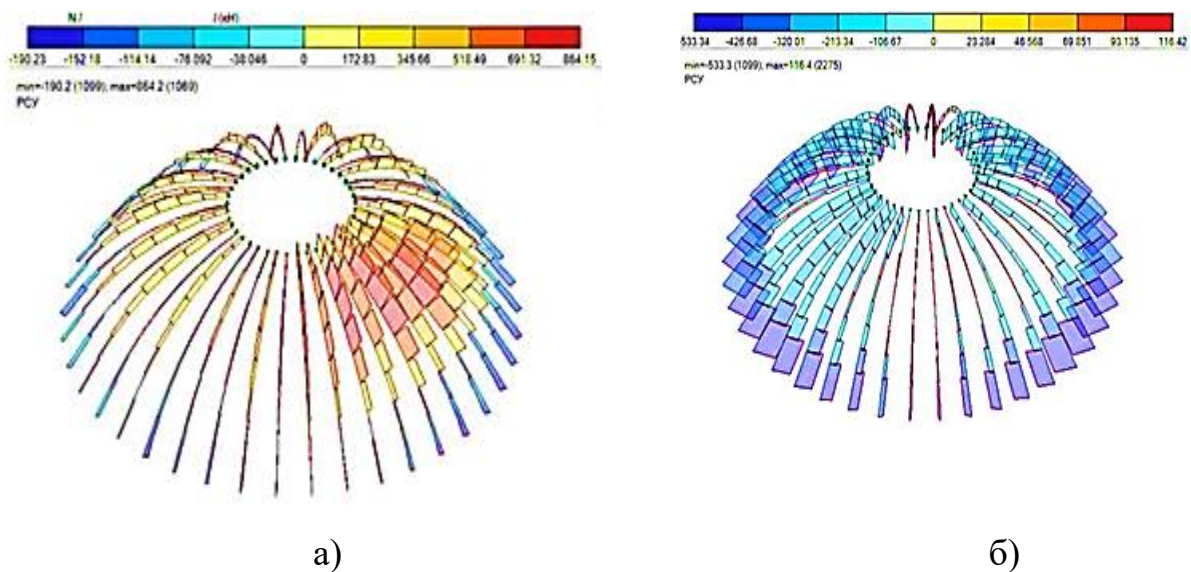 -190.23 -152.18 -114.14 -76.092 -38.046 0 172.83 345.66 518.49 691.32 864.15
min=-190.2 (1099), max=864.2 (1069)
РСУ
533.34 -426.68 -320.01 -213.34 -106.67 0 23.284 46.568 69.851 93.135 116.42
min=-533.3 (1099), max=116.4 (2275)
РСУ
а)
б)